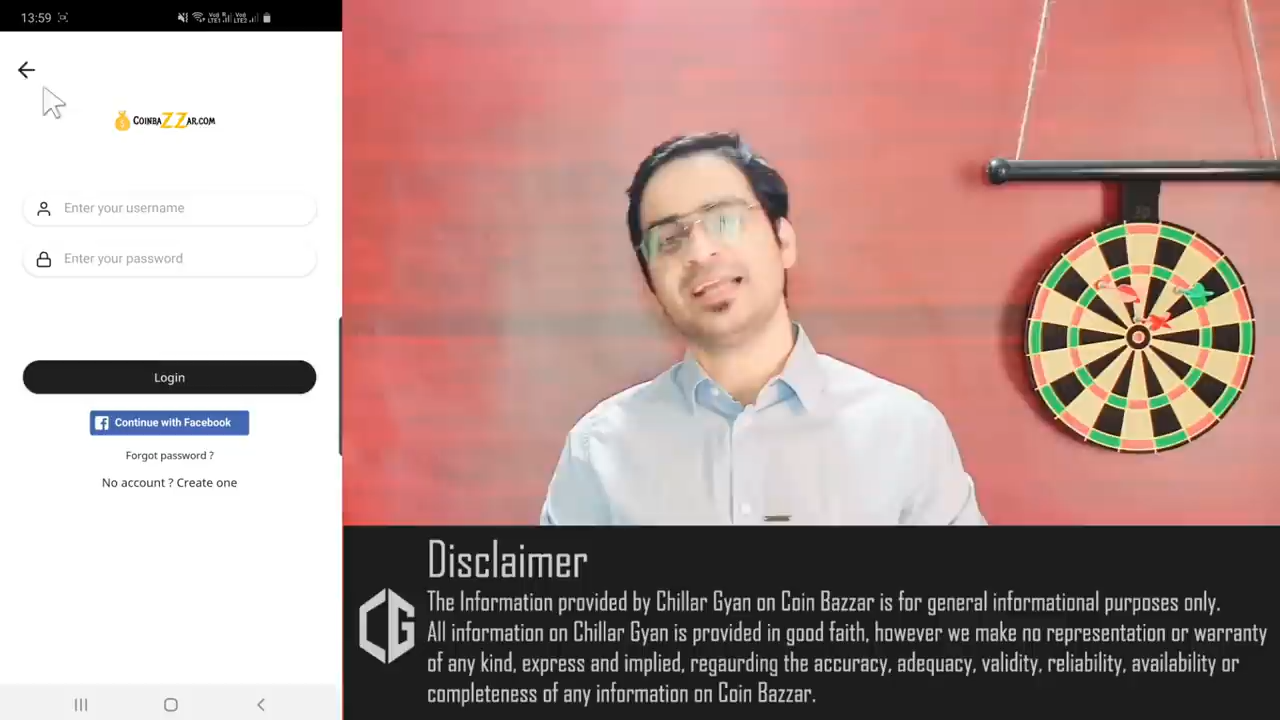 13:59
CoinbaZZar.com
Enter your username
Enter your password
Login
Continue with Facebook
Forgot password ?
No account ? Create one
Disclaimer
CG
The Information provided by Chillar Gyan on Coin Bazzar is for general informational purposes only.
All information on Chillar Gyan is provided in good faith, however we make no representation or warranty
of any kind, express and implied, regaurding the accuracy, adequacy, validity, reliability, availability or
completeness of any information on Coin Bazzar.